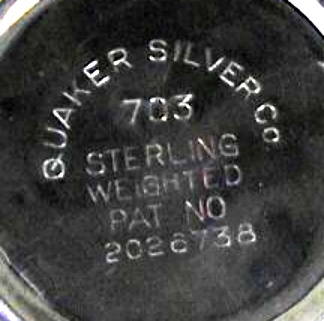 QUAKER SILVER CO
703
STERLING
WEIGHTED
PAT NO
2026738